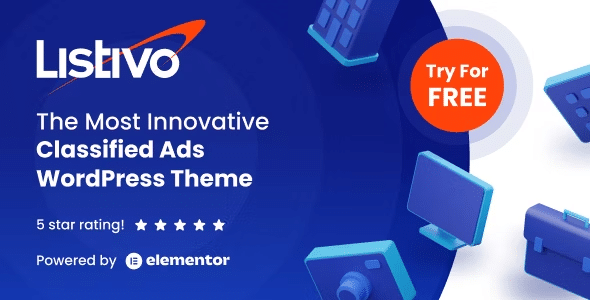 Listivo
The Most Innovative
Classified Ads
WordPress Theme
5 star rating!
Powered by elementor
Try For
FREE